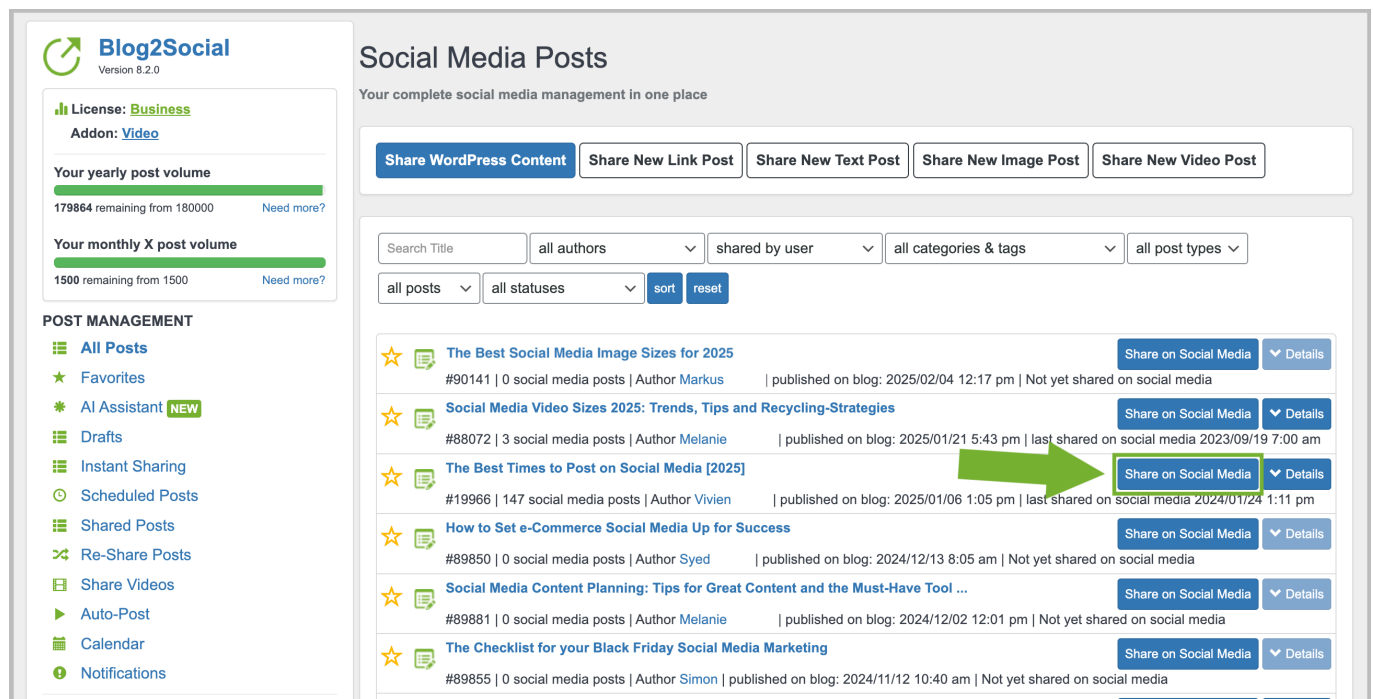 Blog2Social
Version 8.2.0
License: Business
Addon: Video
Your yearly post volume
179864 remaining from 180000 Need more?
Your monthly X post volume
1500 remaining from 1500 Need more?
POST MANAGEMENT
All Posts
Favorites
AI Assistant NEW
Drafts
Instant Sharing
Scheduled Posts
Shared Posts
Re-Share Posts
Share Videos
Auto-Post
Calendar
Notifications
Social Media Posts
Your complete social media management in one place
Share WordPress Content Share New Link Post Share New Text Post Share New Image Post Share New Video Post
Search Title all authors shared by user all categories & tags all post types
all posts all statuses sort reset
The Best Social Media Image Sizes for 2025 Share on Social Media Details
#90141 | 0 social media posts | Author Markus | published on blog: 2025/02/04 12:17 pm | Not yet shared on social media
Social Media Video Sizes 2025: Trends, Tips and Recycling-Strategies Share on Social Media Details
#88072 | 3 social media posts | Author Melanie | published on blog: 2025/01/21 5:43 pm | last shared on social media 2023/09/19 7:00 am
The Best Times to Post on Social Media [2025] Share on Social Media Details
#19966 | 147 social media posts | Author Vivien | published on blog: 2025/01/06 1:05 pm | last shared on social media 2024/01/24 1:11 pm
How to Set e-Commerce Social Media Up for Success Share on Social Media Details
#89850 | 0 social media posts | Author Syed | published on blog: 2024/12/13 8:05 am | Not yet shared on social media
Social Media Content Planning: Tips for Great Content and the Must-Have Tool ... Share on Social Media Details
#89881 | 0 social media posts | Author Melanie | published on blog: 2024/12/02 12:01 pm | Not yet shared on social media
The Checklist for your Black Friday Social Media Marketing Share on Social Media Details
#89855 | 0 social media posts | Author Simon | published on blog: 2024/11/12 10:40 am | Not yet shared on social media